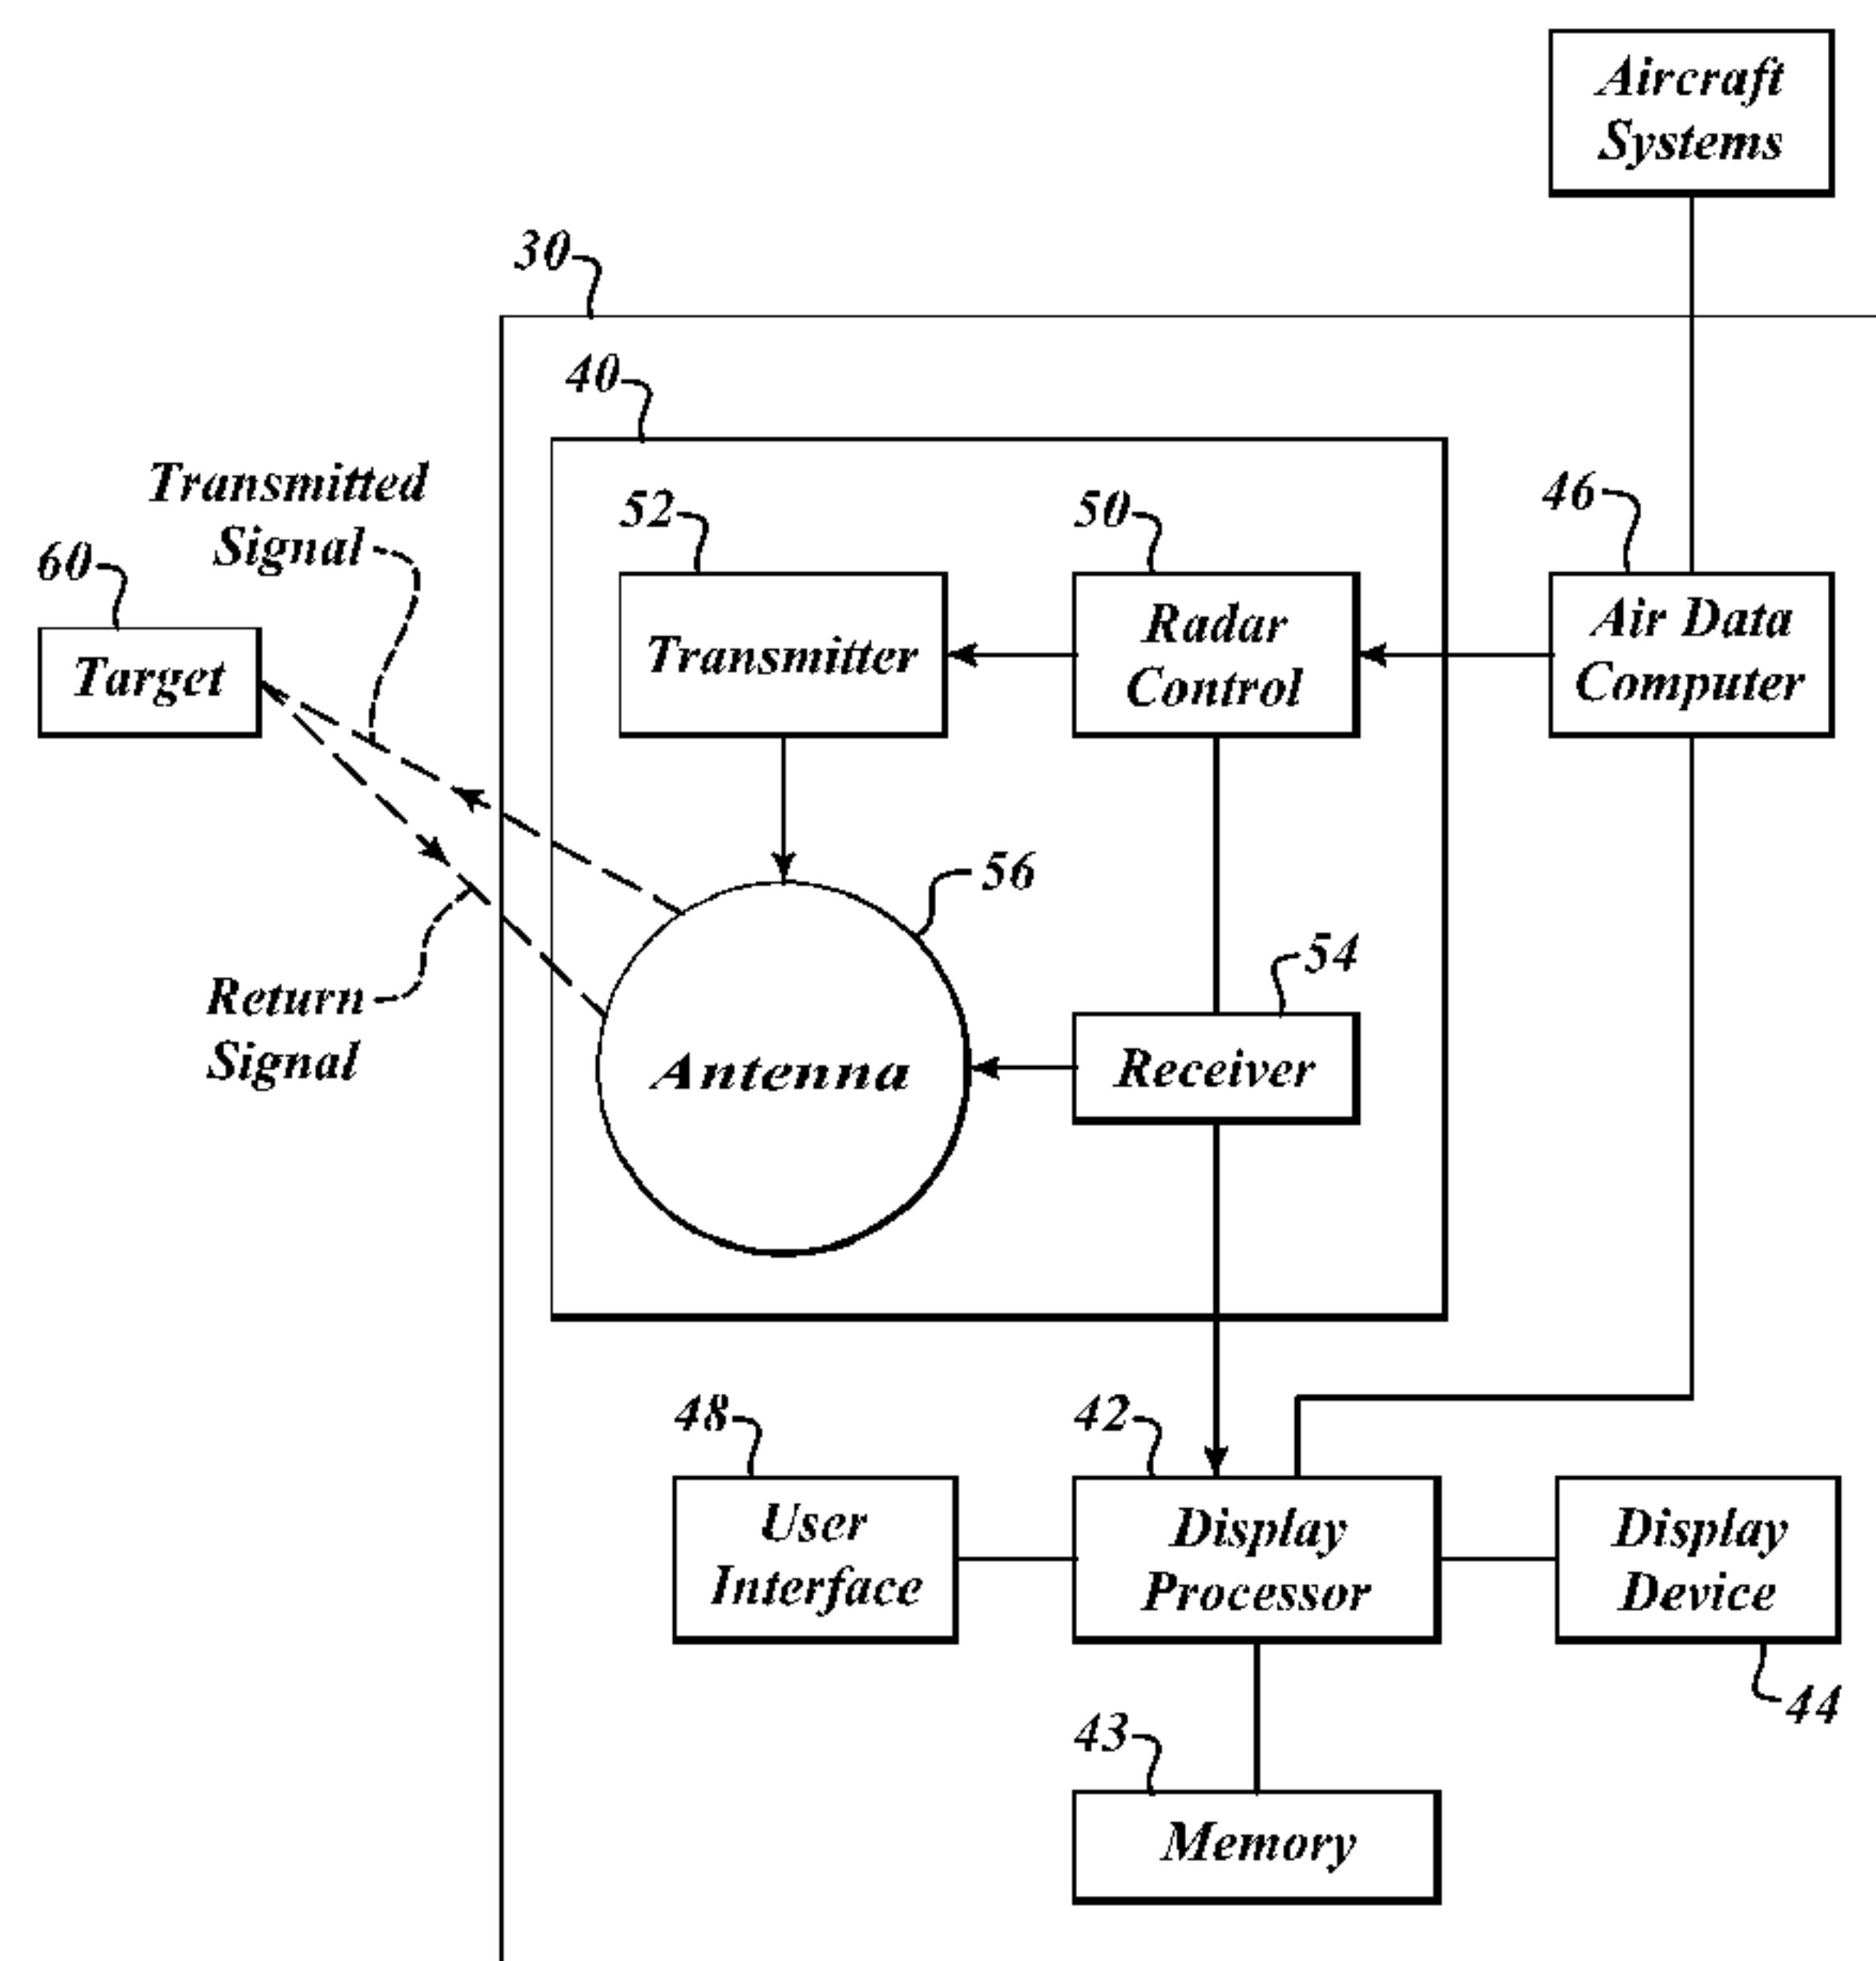 Aircraft
Systems
30
40
Transmitted
Signal
52
50
46
60
Target
Transmitter
Radar
Control
Air Data
Computer
56
54
Return
Signal
Antenna
Receiver
48
42
User
Interface
Display
Processor
Display
Device
44
43
Memory